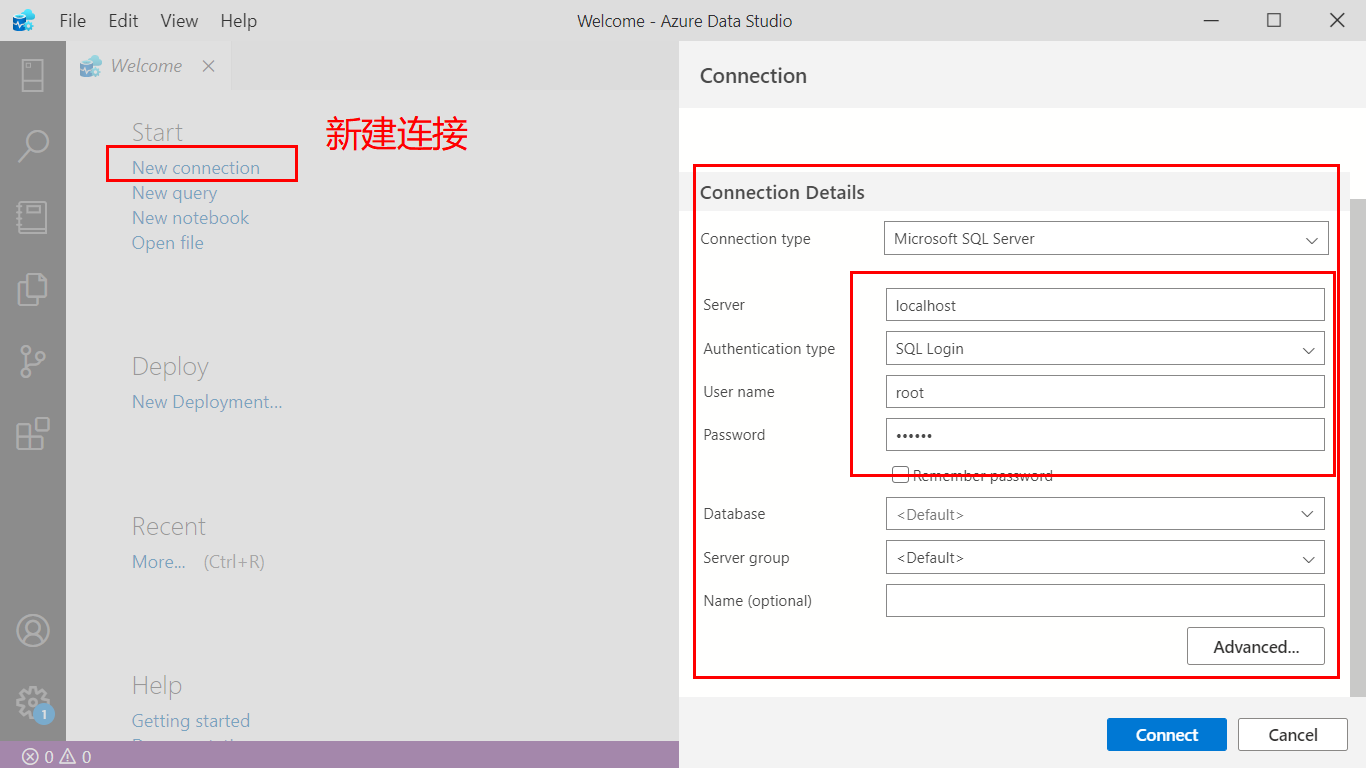 File Edit View Help
Welcome - Azure Data Studio
Welcome
Start
新建连接
New connection
New query
New notebook
Open file
Deploy
New Deployment...
Recent
More... (Ctrl+R)
Help
Getting started
1
0 0
Connection
Connection Details
Connection type Microsoft SQL Server
Server localhost
Authentication type SQL Login
User name root
Password ••••••
Remember password
Database <Default>
Server group <Default>
Name (optional)
Advanced...
Connect Cancel